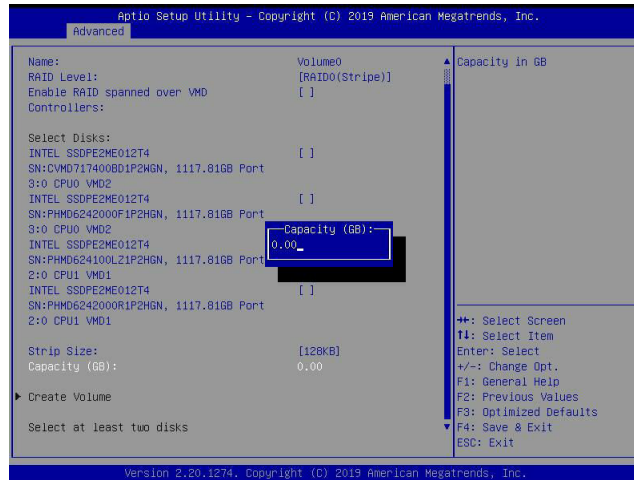 Aptio Setup Utility – Copyright (C) 2019 American Megatrends, Inc.
Advanced
Name: Volume0
RAID Level: [RAID0(Stripe)]
Enable RAID spanned over VMD [ ]
Controllers:
Select Disks:
INTEL SSDPE2ME012T4 [ ]
SN:CVMD717400BD1P2WGN, 1117.81GB Port
3:0 CPU0 VMD2
INTEL SSDPE2ME012T4 [ ]
SN:PHMD6242000F1P2HGN, 1117.81GB Port
3:0 CPU0 VMD2
INTEL SSDPE2ME012T4
SN:PHMD624100LZ1P2HGN, 1117.81GB Port
2:0 CPU1 VMD1
INTEL SSDPE2ME012T4 [ ]
SN:PHMD6242000R1P2HGN, 1117.81GB Port
2:0 CPU1 VMD1
Strip Size: [128KB]
Capacity (GB): 0.00
Create Volume
Select at least two disks
Capacity (GB):
0.00_
Capacity in GB
→←: Select Screen
↑↓: Select Item
Enter: Select
+/-: Change Opt.
F1: General Help
F2: Previous Values
F3: Optimized Defaults
F4: Save & Exit
ESC: Exit
Version 2.20.1274. Copyright (C) 2019 American Megatrends, Inc.